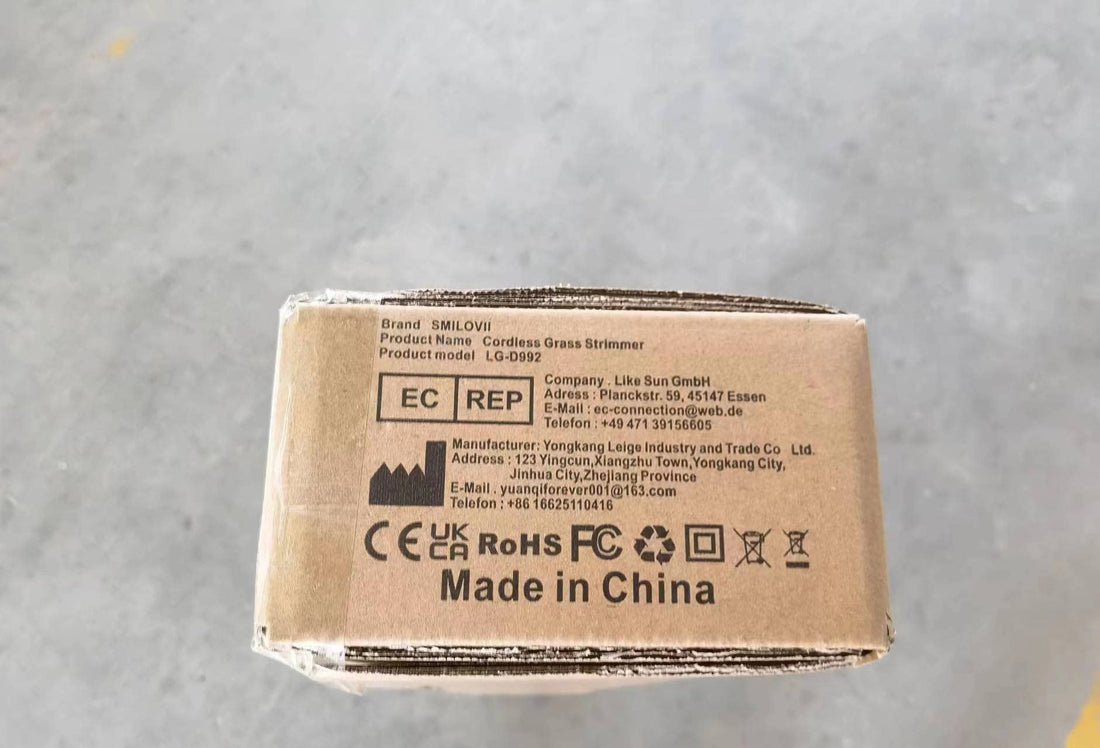 Brand SMILOVII
Product Name Cordless Grass Strimmer
Product model LG-D992
EC REP
Company . Like Sun GmbH
Adress : Planckstr. 59, 45147 Essen
E-Mail : ec-connection@web.de
Telefon : +49 471 39156605
Manufacturer: Yongkang Leige Industry and Trade Co Ltd.
Address : 123 Yingcun,Xiangzhu Town,Yongkang City,
Jinhua City,Zhejiang Province
E-Mail . yuanqiforever001@163.com
Telefon : +86 16625110416
CE UK CA RoHS FC
Made in China